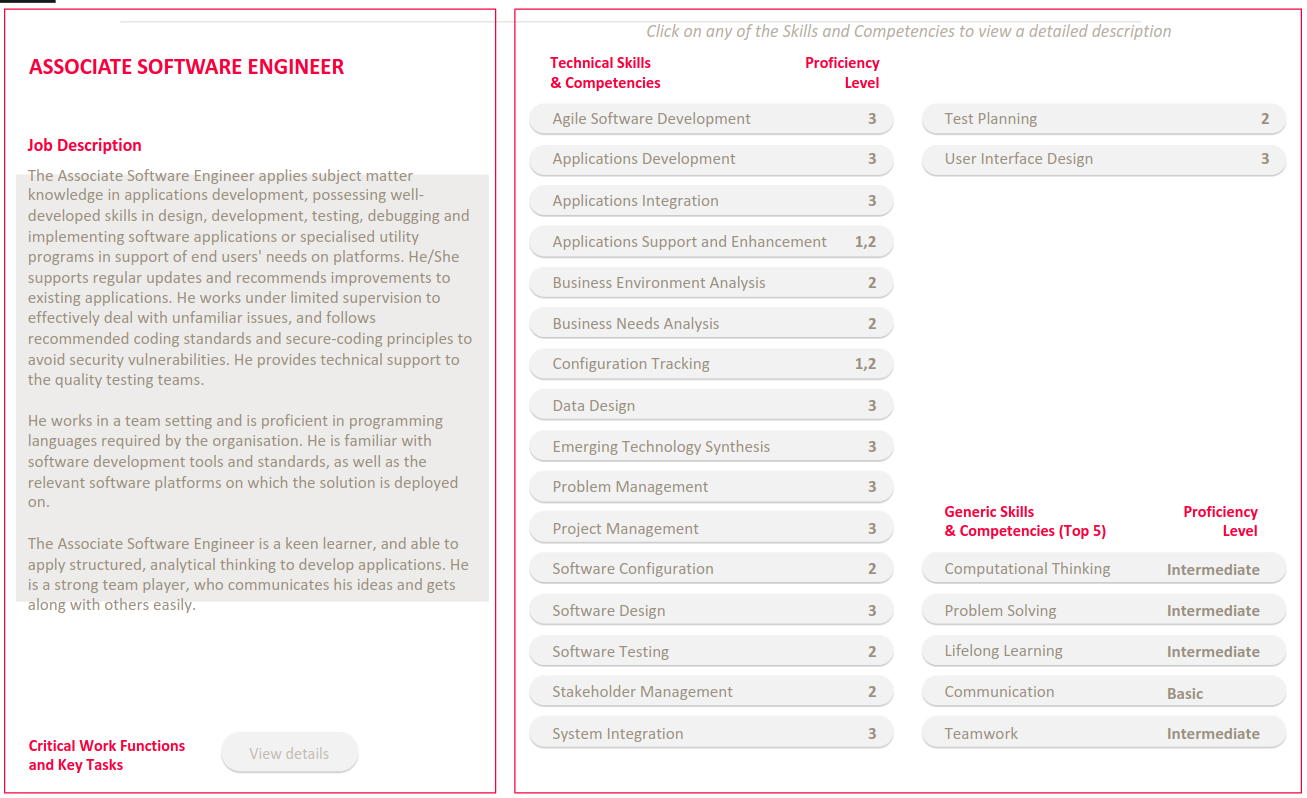 ASSOCIATE SOFTWARE ENGINEER
Job Description
The Associate Software Engineer applies subject matter
knowledge in applications development, possessing well-
developed skills in design, development, testing, debugging and
implementing software applications or specialised utility
programs in support of end users' needs on platforms. He/She
supports regular updates and recommends improvements to
existing applications. He works under limited supervision to
effectively deal with unfamiliar issues, and follows
recommended coding standards and secure-coding principles to
avoid security vulnerabilities. He provides technical support to
the quality testing teams.
He works in a team setting and is proficient in programming
languages required by the organisation. He is familiar with
software development tools and standards, as well as the
relevant software platforms on which the solution is deployed
on.
The Associate Software Engineer is a keen learner, and able to
apply structured, analytical thinking to develop applications. He
is a strong team player, who communicates his ideas and gets
along with others easily.
Critical Work Functions
and Key Tasks
View details
Click on any of the Skills and Competencies to view a detailed description
Technical Skills
& Competencies
Proficiency
Level
Agile Software Development 3
Applications Development 3
Applications Integration 3
Applications Support and Enhancement 1,2
Business Environment Analysis 2
Business Needs Analysis 2
Configuration Tracking 1,2
Data Design 3
Emerging Technology Synthesis 3
Problem Management 3
Project Management 3
Software Configuration 2
Software Design 3
Software Testing 2
Stakeholder Management 2
System Integration 3
Test Planning 2
User Interface Design 3
Generic Skills
& Competencies (Top 5)
Proficiency
Level
Computational Thinking Intermediate
Problem Solving Intermediate
Lifelong Learning Intermediate
Communication Basic
Teamwork Intermediate